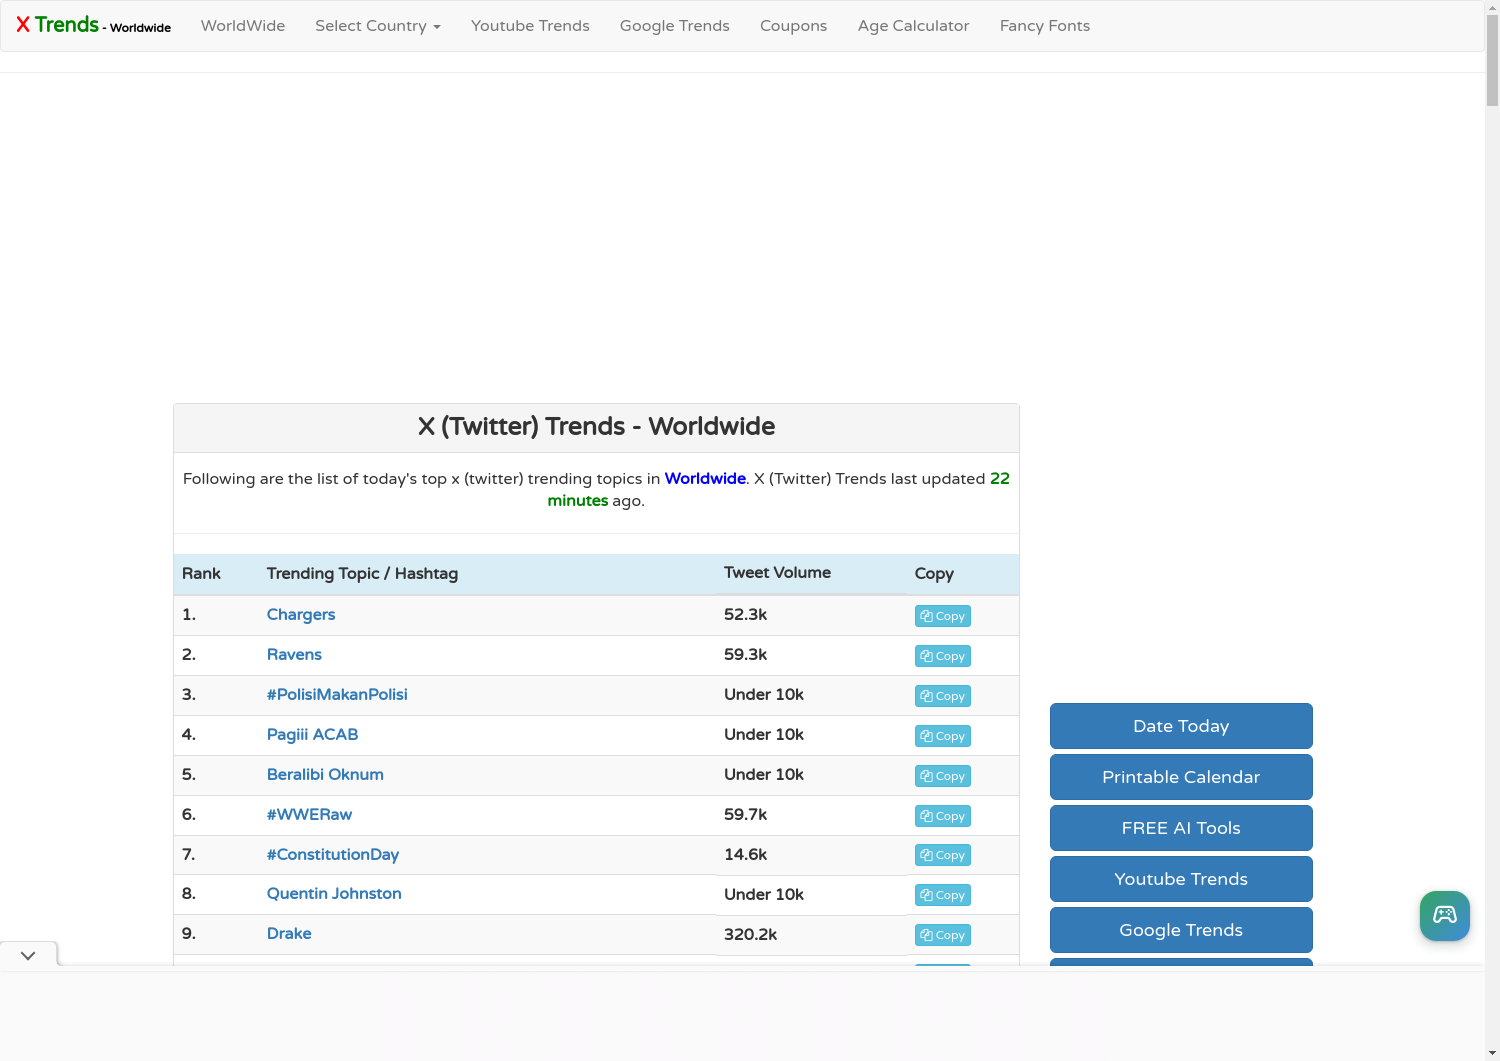 X Trends - Worldwide WorldWide Select Country Youtube Trends Google Trends Coupons Age Calculator Fancy Fonts
X (Twitter) Trends - Worldwide
Following are the list of today's top x (twitter) trending topics in Worldwide. X (Twitter) Trends last updated 22
minutes ago.
Rank Trending Topic / Hashtag Tweet Volume Copy
1. Chargers 52.3k Copy
2. Ravens 59.3k Copy
3. #PolisiMakanPolisi Under 10k Copy
4. Pagiii ACAB Under 10k Copy
5. Beralibi Oknum Under 10k Copy
6. #WWERaw 59.7k Copy
7. #ConstitutionDay 14.6k Copy
8. Quentin Johnston Under 10k Copy
9. Drake 320.2k Copy
Date Today
Printable Calendar
FREE AI Tools
Youtube Trends
Google Trends